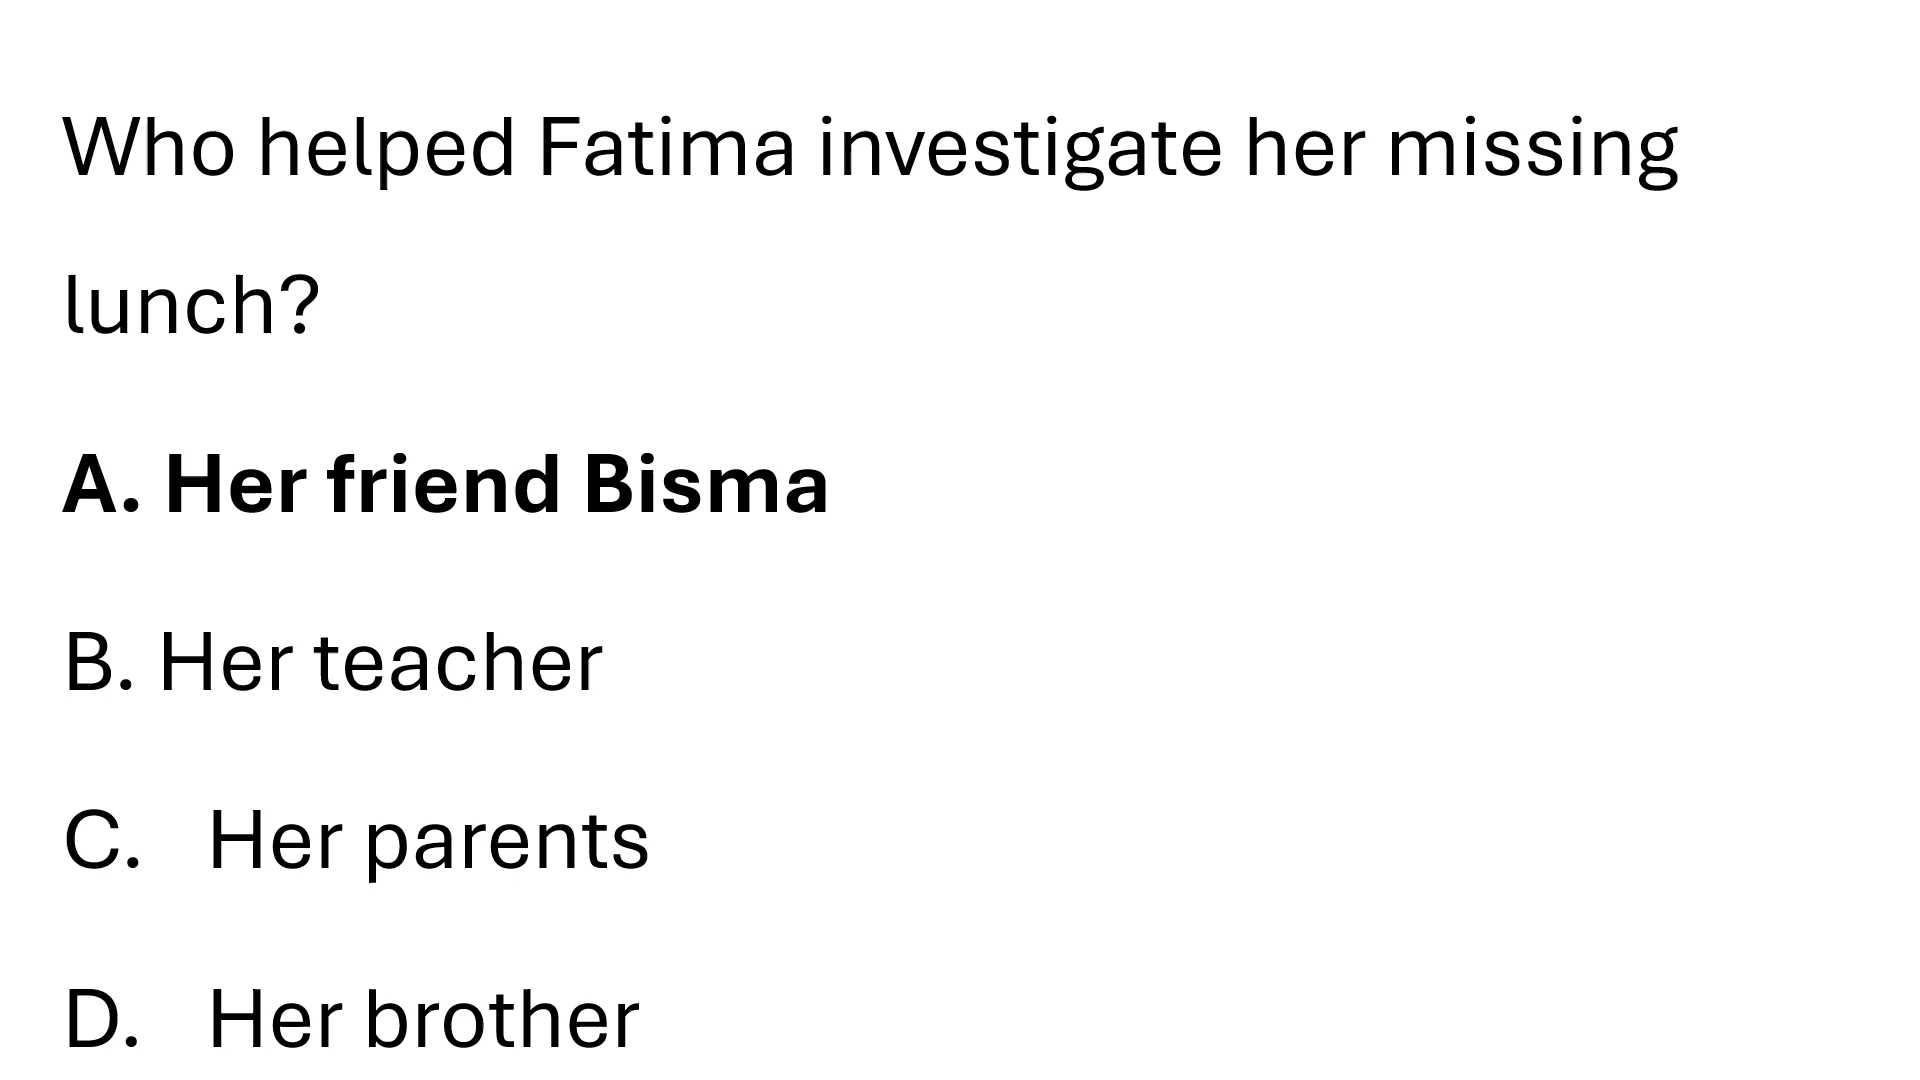 Who helped Fatima investigate her missing
lunch?
A. Her friend Bisma
B. Her teacher
C. Her parents
D. Her brother